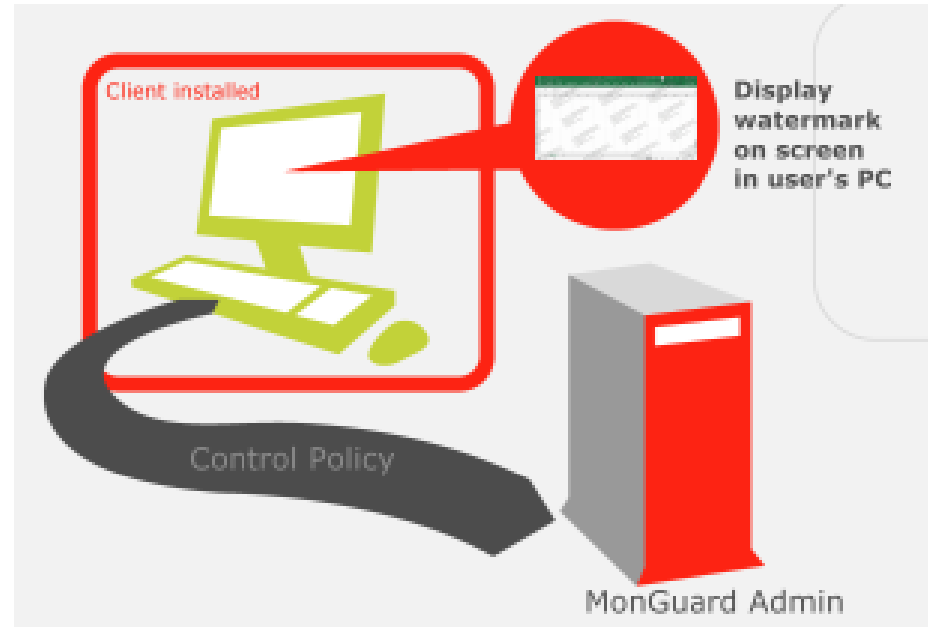 Client installed
Display
watermark
on screen
in user's PC
Control Policy
MonGuard Admin